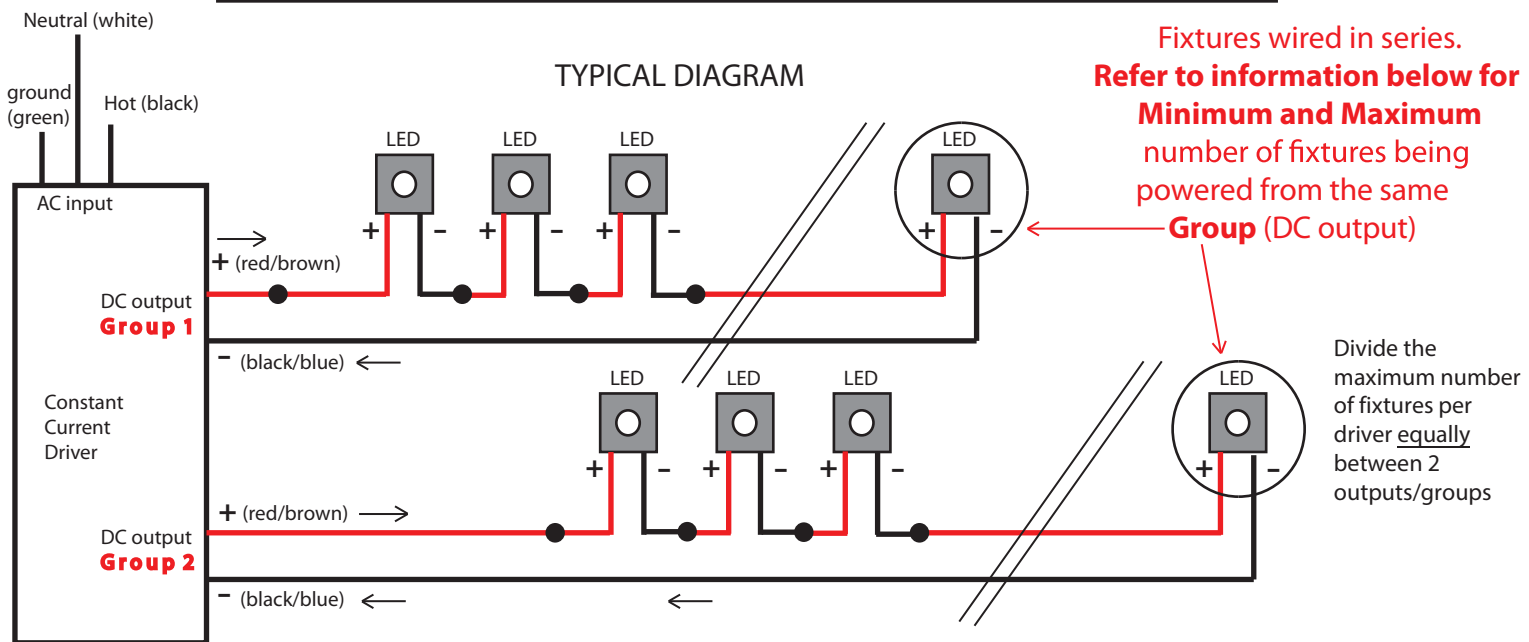 Neutral (white)
ground
(green)
Hot (black)
AC input
TYPICAL DIAGRAM
LED
LED
LED
LED
+
–
+
–
+
–
+
–
+ (red/brown)
DC output
Group 1
– (black/blue)
Fixtures wired in series.
Refer to information below for
Minimum and Maximum
number of fixtures being
powered from the same
Group (DC output)
Constant
Current
Driver
LED
LED
LED
LED
+
–
+
–
+
–
+
–
+ (red/brown)
DC output
Group 2
– (black/blue)
Divide the
maximum number
of fixtures per
driver equally
between 2
outputs/groups